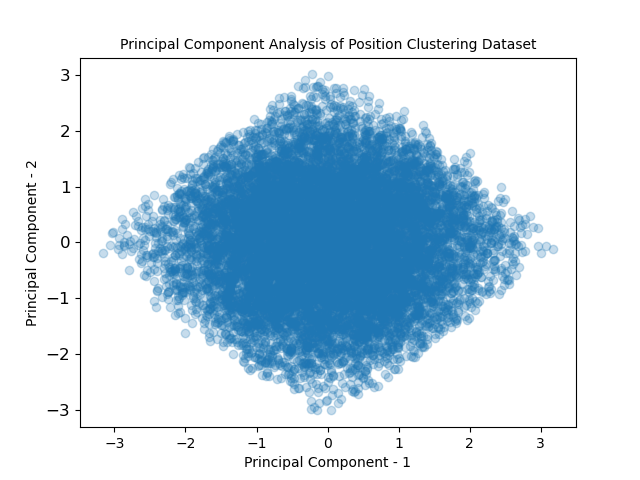 Principal Component Analysis of Position Clustering Dataset
3
2
1
0
−1
−2
−3
Principal Component - 2
−3 −2 −1 0 1 2 3
Principal Component - 1